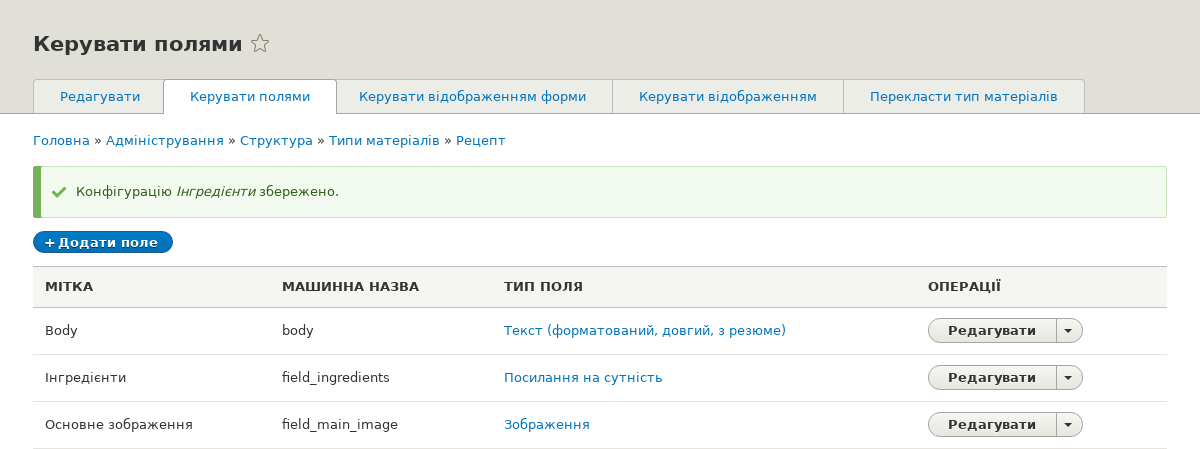 Керувати полями
Редагувати Керувати полями Керувати відображенням форми Керувати відображенням Перекласти тип матеріалів
Головна » Адміністрування » Структура » Типи матеріалів » Рецепт
Конфігурацію Інгредієнти збережено.
+ Додати поле
МІТКА МАШИННА НАЗВА ТИП ПОЛЯ ОПЕРАЦІЇ
Body body Текст (форматований, довгий, з резюме) Редагувати
Інгредієнти field_ingredients Посилання на сутність Редагувати
Основне зображення field_main_image Зображення Редагувати